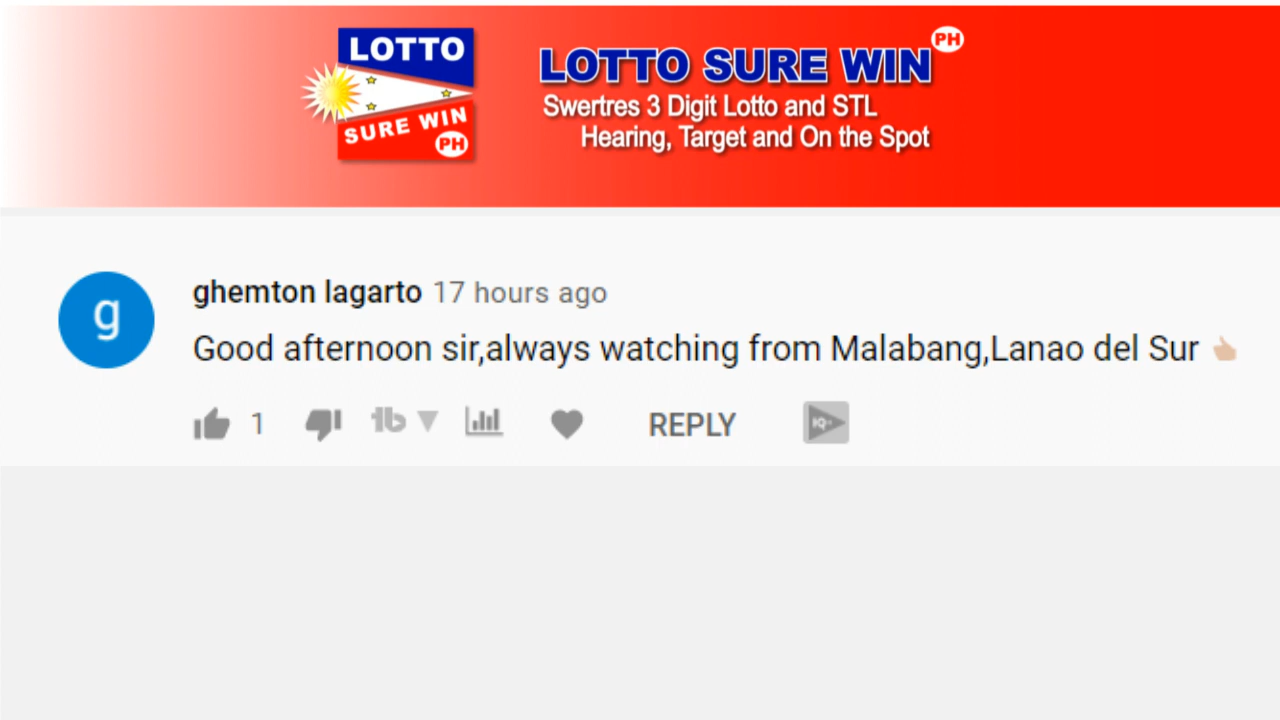 LOTTO
SURE WIN
PH
LOTTO SURE WIN PH
Swertres 3 Digit Lotto and STL
Hearing, Target and On the Spot
g
ghemton lagarto 17 hours ago
Good afternoon sir,always watching from Malabang,Lanao del Sur 👍🏼
1
REPLY